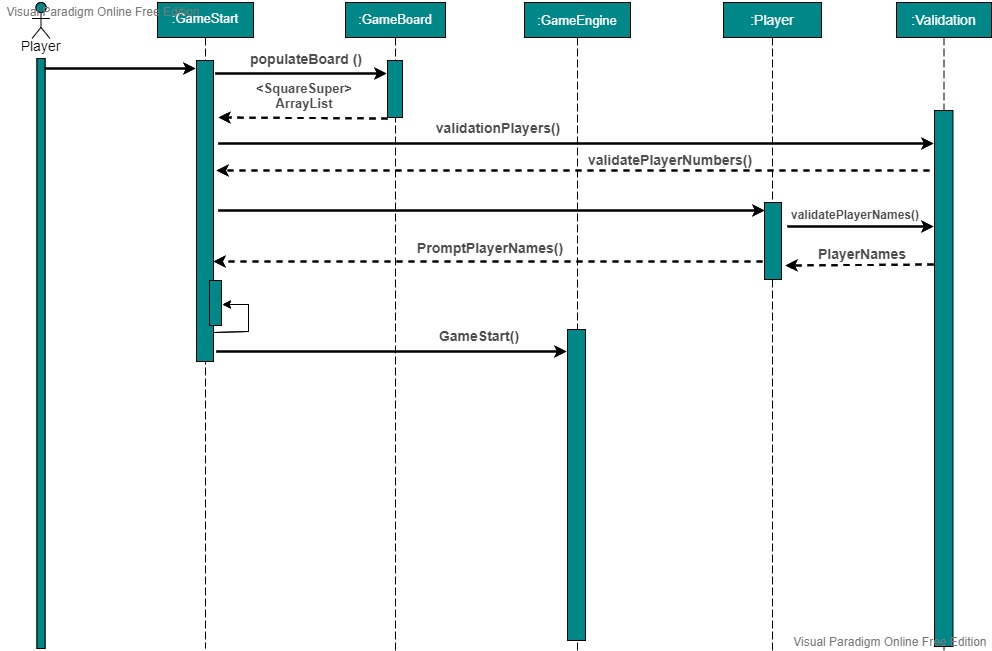 Visual Paradigm Online Free Edition
:GameStart
:GameBoard
:GameEngine
:Player
:Validation
Player
populateBoard ()
<SquareSuper>
ArrayList
validationPlayers()
validatePlayerNumbers()
validatePlayerNames()
PromptPlayerNames()
PlayerNames
GameStart()
Visual Paradigm Online Free Edition